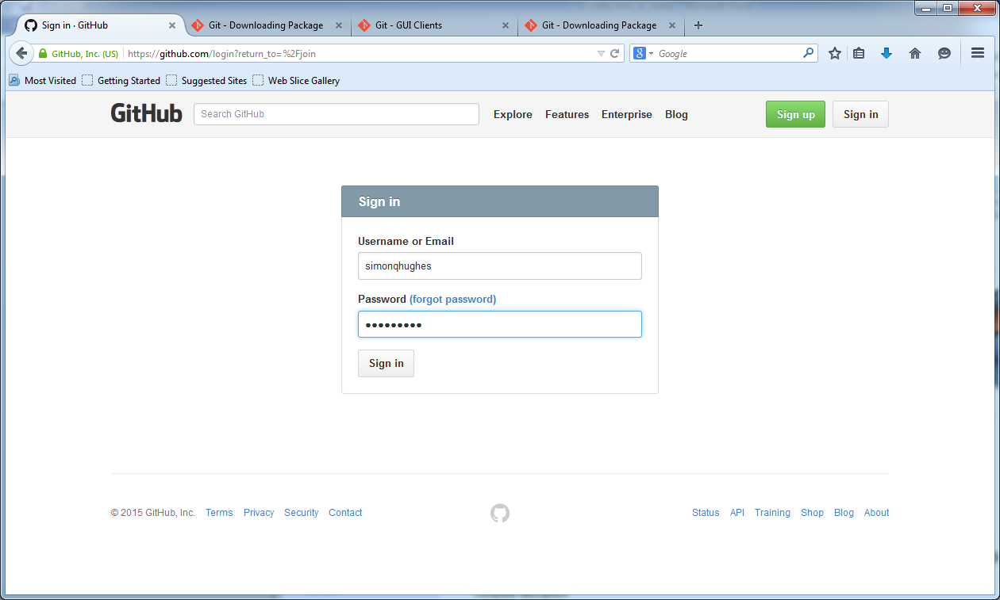 Sign in · GitHub Git - Downloading Package Git - GUI Clients Git - Downloading Package
GitHub, Inc. (US) https://github.com/login?return_to=%2Fjoin Google
Most Visited Getting Started Suggested Sites Web Slice Gallery
GitHub Search GitHub Explore Features Enterprise Blog Sign up Sign in
Sign in
Username or Email
simonqhughes
Password (forgot password)
•••••••••
Sign in
© 2015 GitHub, Inc. Terms Privacy Security Contact Status API Training Shop Blog About